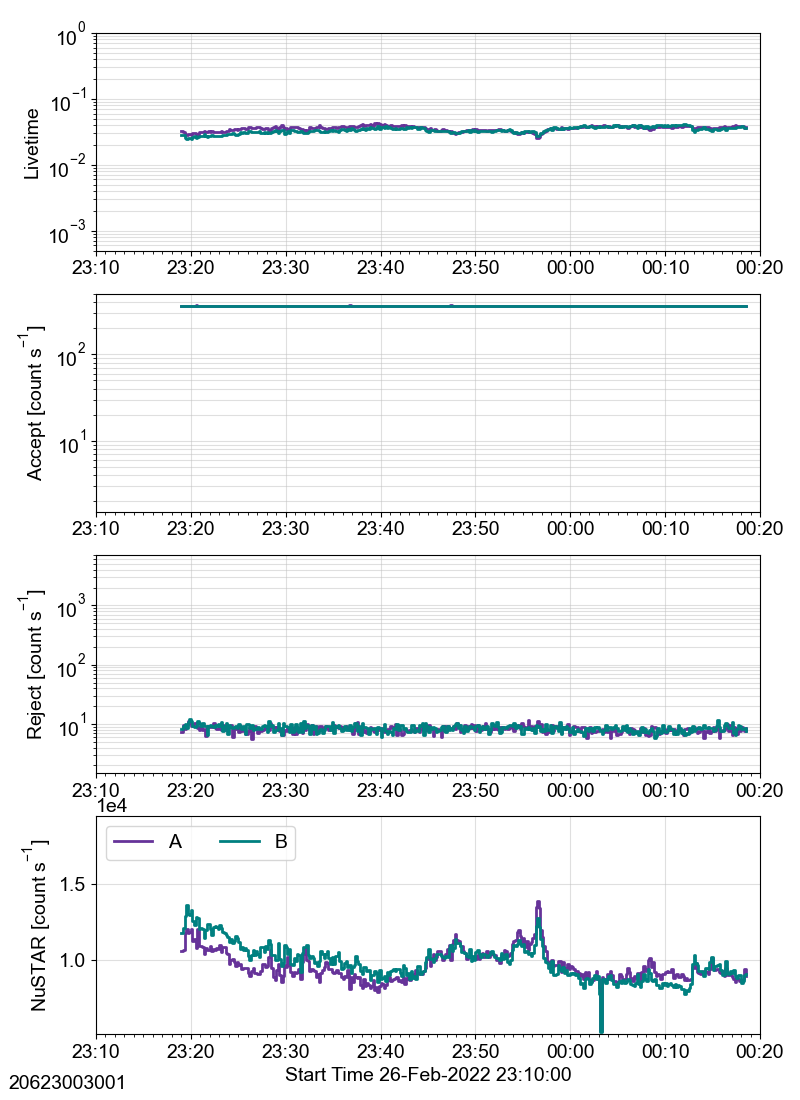 10^0
10^−1
10^−2
10^−3
Livetime
23:10 23:20 23:30 23:40 23:50 00:00 00:10 00:20
10^2
10^1
Accept [count s^−1]
23:10 23:20 23:30 23:40 23:50 00:00 00:10 00:20
10^3
10^2
10^1
Reject [count s^−1]
23:10 23:20 23:30 23:40 23:50 00:00 00:10 00:20
1e4
A B
1.5
1.0
NuSTAR [count s^−1]
23:10 23:20 23:30 23:40 23:50 00:00 00:10 00:20
Start Time 26-Feb-2022 23:10:00
20623003001